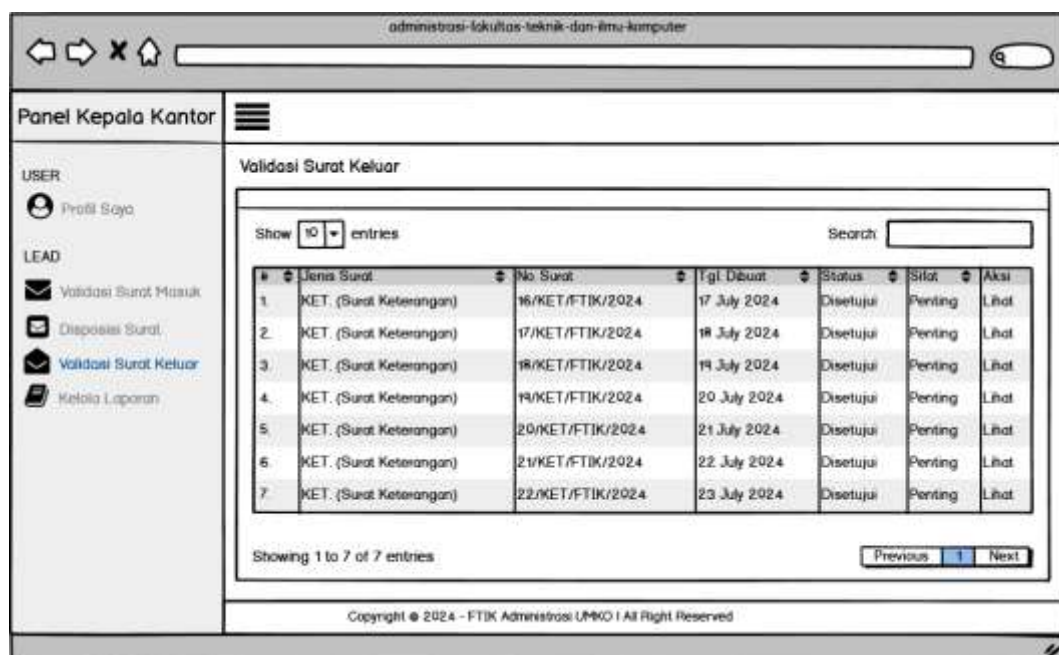 administrasi-fakultas-teknik-dan-ilmu-komputer
Panel Kepala Kantor
USER
Profil Saya
LEAD
Validasi Surat Masuk
Disposisi Surat
Validasi Surat Keluar
Kelola Laporan
Validasi Surat Keluar
Show 10 entries Search:
# Jenis Surat No. Surat Tgl. Dibuat Status Sifat Aksi
1. KET. (Surat Keterangan) 16/KET/FTIK/2024 17 July 2024 Disetujui Penting Lihat
2. KET. (Surat Keterangan) 17/KET/FTIK/2024 18 July 2024 Disetujui Penting Lihat
3. KET. (Surat Keterangan) 18/KET/FTIK/2024 19 July 2024 Disetujui Penting Lihat
4. KET. (Surat Keterangan) 19/KET/FTIK/2024 20 July 2024 Disetujui Penting Lihat
5. KET. (Surat Keterangan) 20/KET/FTIK/2024 21 July 2024 Disetujui Penting Lihat
6. KET. (Surat Keterangan) 21/KET/FTIK/2024 22 July 2024 Disetujui Penting Lihat
7. KET. (Surat Keterangan) 22/KET/FTIK/2024 23 July 2024 Disetujui Penting Lihat
Showing 1 to 7 of 7 entries Previous 1 Next
Copyright © 2024 - FTIK Administrasi UMKO | All Right Reserved